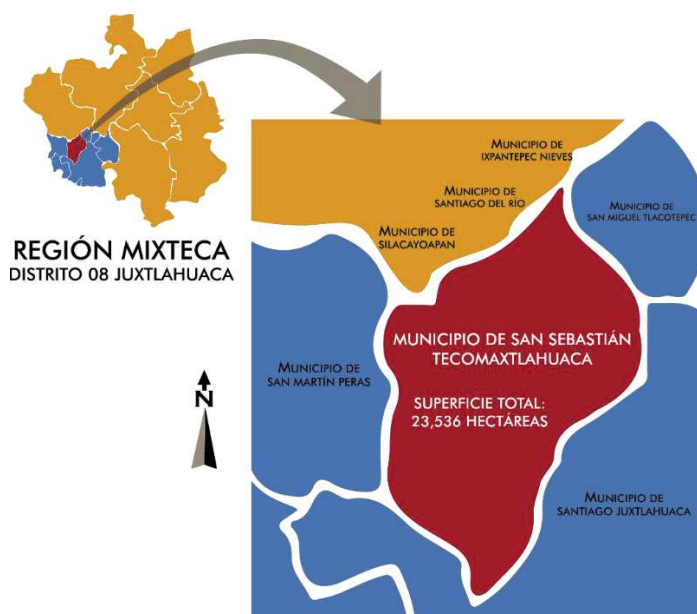 REGIÓN MIXTECA
DISTRITO 08 JUXTLAHUACA
N
MUNICIPIO DE
IXPANTEPEC NIEVES
MUNICIPIO DE
SANTIAGO DEL RÍO
MUNICIPIO DE
SILACAYOAPAN
MUNICIPIO DE
SAN MIGUEL TLACOTEPEC
MUNICIPIO DE SAN SEBASTIÁN
TECOMAXTLAHUACA
SUPERFICIE TOTAL:
23,536 HECTÁREAS
MUNICIPIO DE
SAN MARTÍN PERAS
MUNICIPIO DE
SANTIAGO JUXTLAHUACA